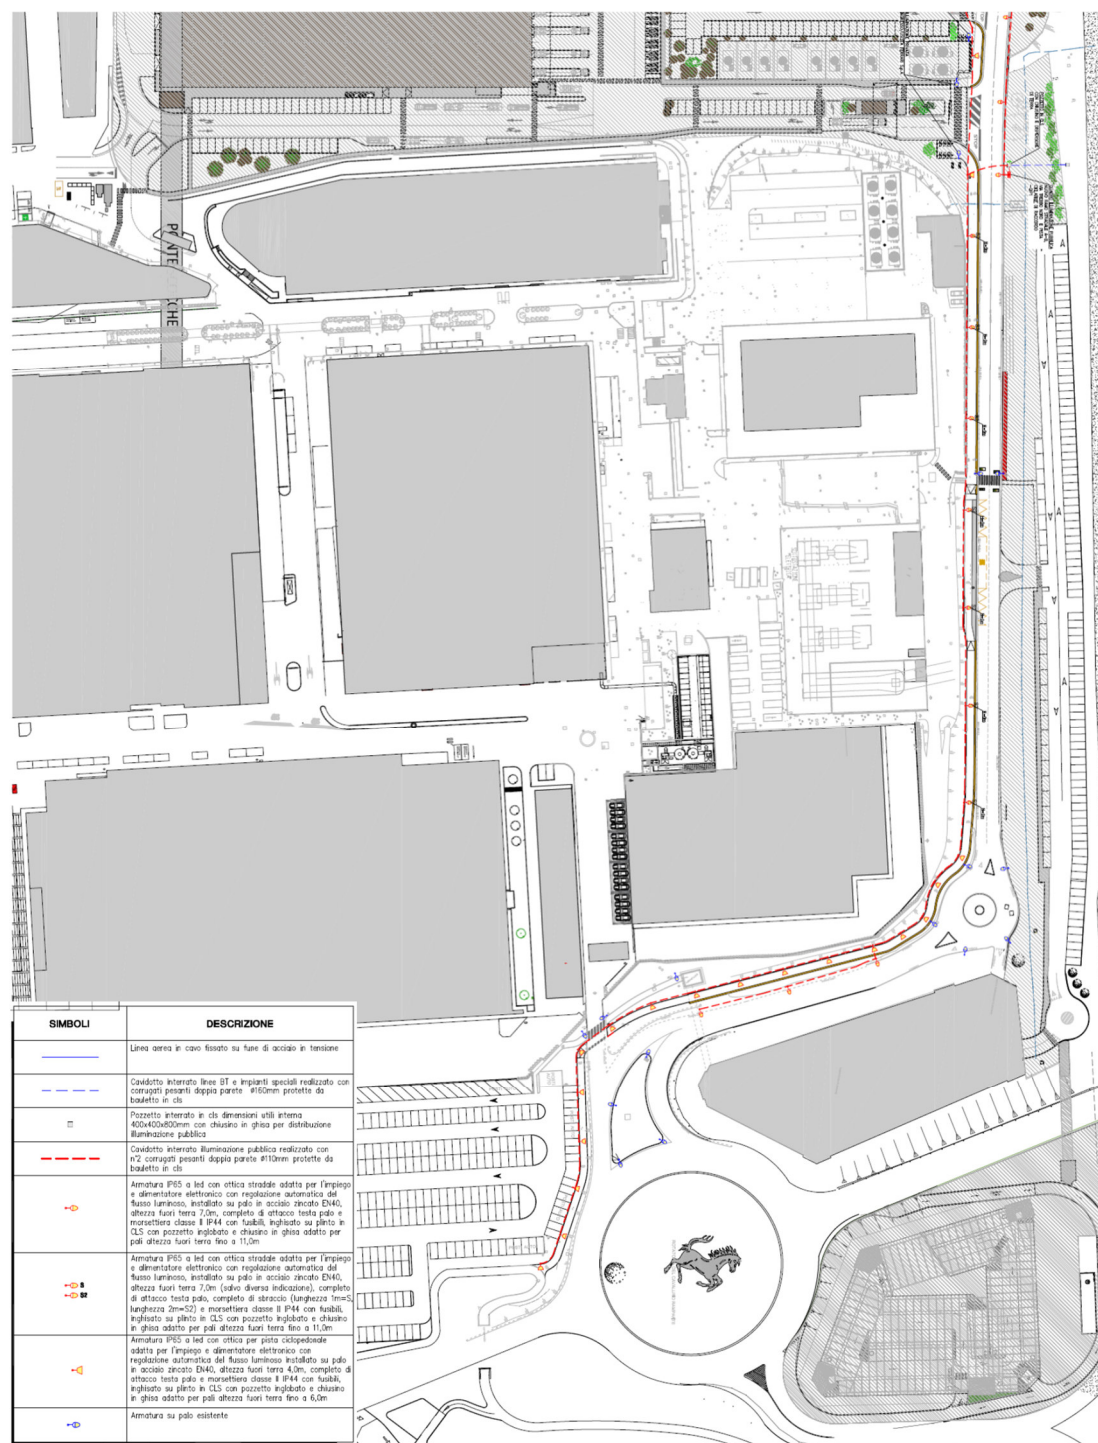 PONTE
CCHE
A
A
A
A
A
SIMBOLI
DESCRIZIONE
Linea aerea in cavo fissato su fune di acciaio in tensione
Cavidotto interrato linee BT e impianti speciali realizzato con
corrugati pesanti doppia parete ø160mm protette da
bauletto in cls
Pozzetto interrato in cls dimensioni utili interna
400x400x800mm con chiusino in ghisa per distribuzione
illuminazione pubblica
Cavidotto interrato illuminazione pubblica realizzato con
n°2 corrugati pesanti doppia parete ø110mm protette da
bauletto in cls
Armatura IP65 a led con ottica stradale adatta per l'impiego
e alimentatore elettronico con regolazione automatica del
flusso luminoso, installato su palo in acciaio zincato EN40,
altezza fuori terra 7,0m, completo di attacco testa palo e
morsettiera classe II IP44 con fusibili, inghisato su plinto in
CLS con pozzetto inglobato e chiusino in ghisa adatto per
pali altezza fuori terra fino a 11,0m
S
S2
Armatura IP65 a led con ottica stradale adatta per l'impiego
e alimentatore elettronico con regolazione automatica del
flusso luminoso, installato su palo in acciaio zincato EN40,
altezza fuori terra 7,0m (salvo diversa indicazione), completo
di attacco testa palo, completo di sbraccio (lunghezza 1m=S,
lunghezza 2m=S2) e morsettiera classe II IP44 con fusibili,
inghisato su plinto in CLS con pozzetto inglobato e chiusino
in ghisa adatto per pali altezza fuori terra fino a 11,0m
Armatura IP65 a led con ottica per pista ciclopedonale
adatta per l'impiego e alimentatore elettronico con
regolazione automatica del flusso luminoso installato su palo
in acciaio zincato EN40, altezza fuori terra 4,0m, completo di
attacco testa palo e morsettiera classe II IP44 con fusibili,
inghisato su plinto in CLS con pozzetto inglobato e chiusino
in ghisa adatto per pali altezza fuori terra fino a 6,0m
Armatura su palo esistente